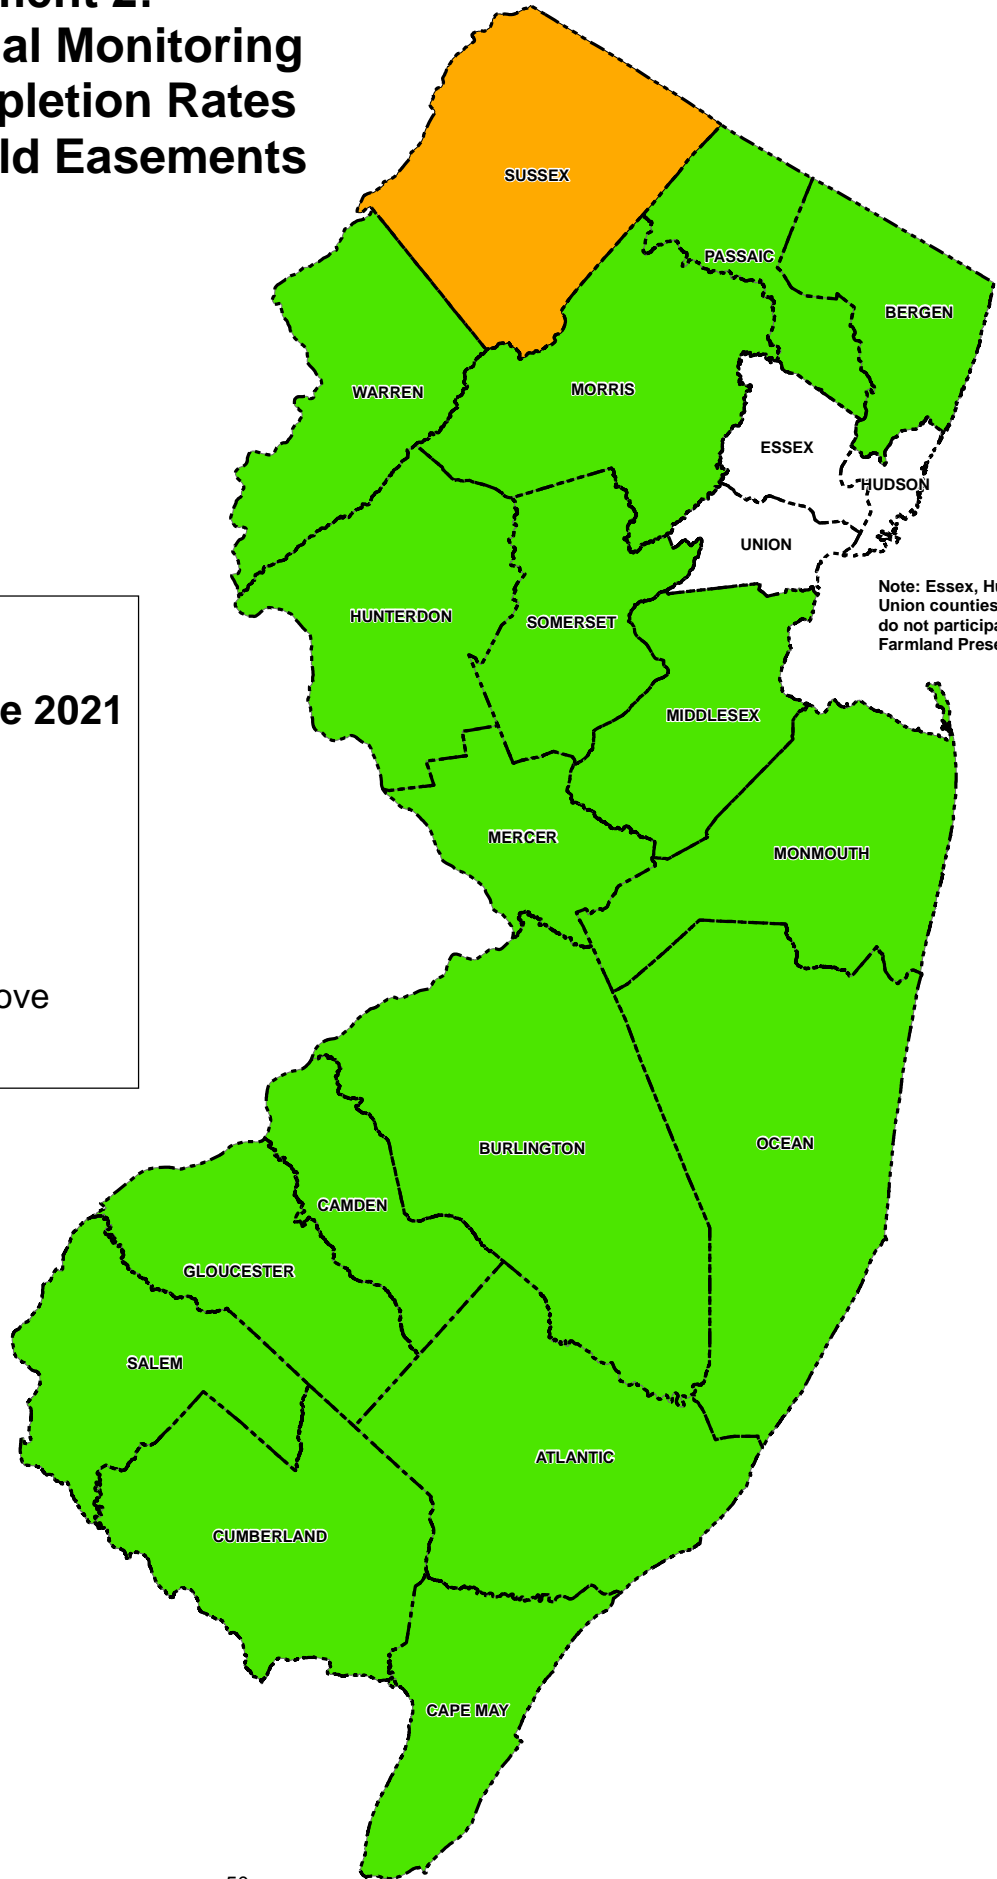 ment 2:
al Monitoring
pletion Rates
ld Easements
SUSSEX
PASSAIC
BERGEN
WARREN
MORRIS
ESSEX
HUDSON
UNION
Note: Essex, Hu
Union counties
do not participa
Farmland Prese
HUNTERDON
SOMERSET
e 2021
MIDDLESEX
MERCER
MONMOUTH
ove
BURLINGTON
OCEAN
CAMDEN
GLOUCESTER
SALEM
ATLANTIC
CUMBERLAND
CAPE MAY